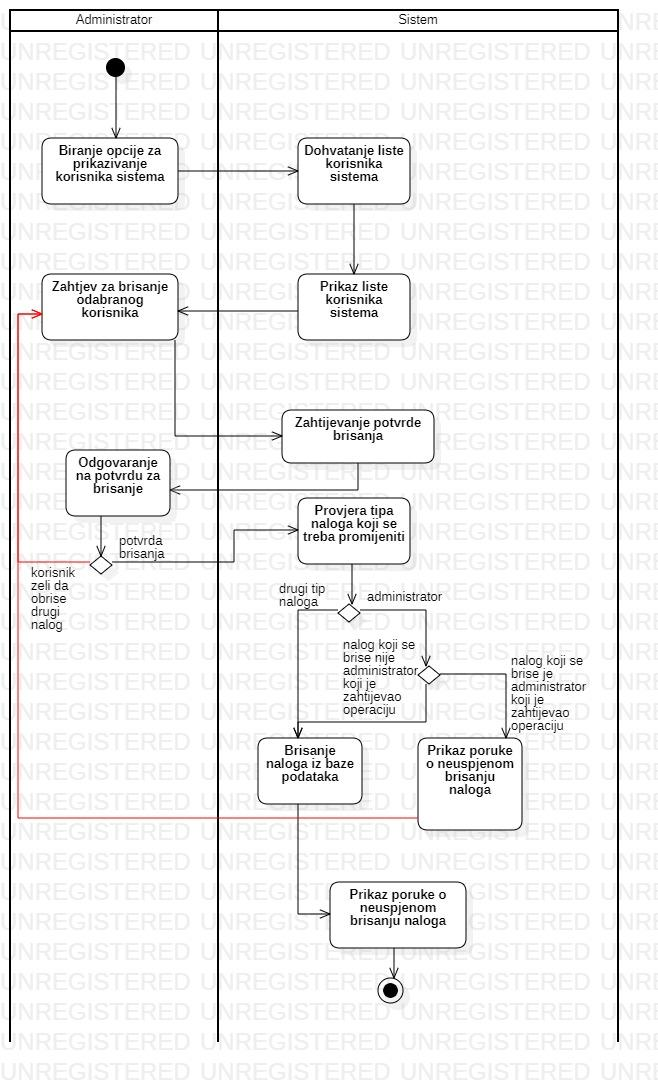 Administrator
Sistem
Biranje opcije za
prikazivanje
korisnika sistema
Dohvatanje liste
korisnika
sistema
Zahtjev za brisanje
odabranog
korisnika
Prikaz liste
korisnika
sistema
Zahtijevanje potvrde
brisanja
Odgovaranje
na potvrdu za
brisanje
Provjera tipa
naloga koji se
treba promijeniti
potvrda
brisanja
korisnik
zeli da
obrise
drugi
nalog
drugi tip
naloga
administrator
nalog koji se
brise nije
administrator
koji je
zahtijevao
operaciju
nalog koji se
brise je
administrator
koji je
zahtijevao
operaciju
Brisanje
naloga iz baze
podataka
Prikaz poruke
o neuspjenom
brisanju
naloga
Prikaz poruke o
neuspjenom
brisanju naloga
UNREGISTERED